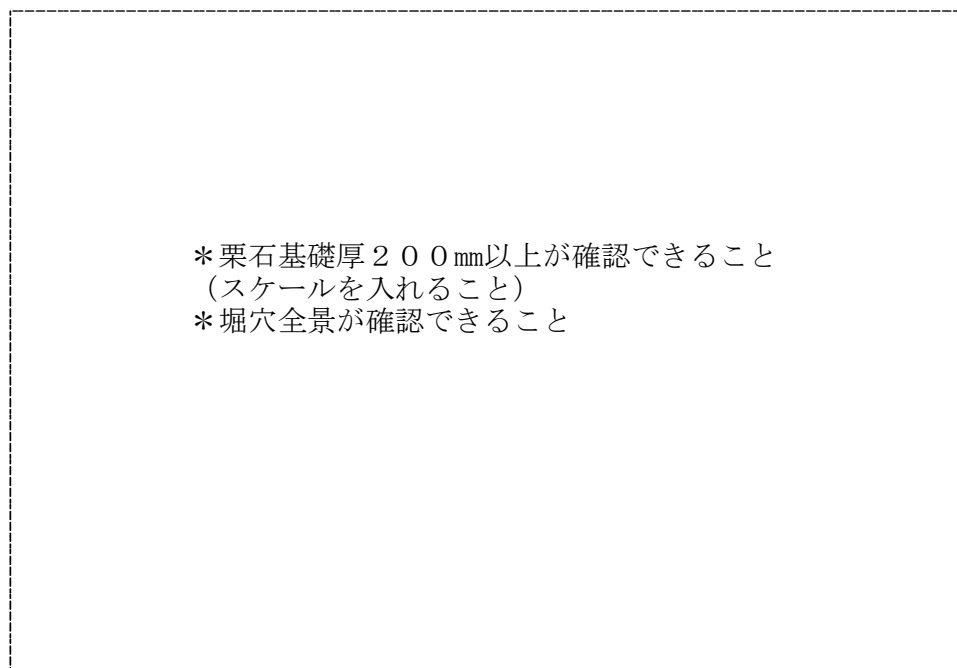 ＊栗石基礎厚２００㎜以上が確認できること
（スケールを入れること）
＊堀穴全景が確認できること